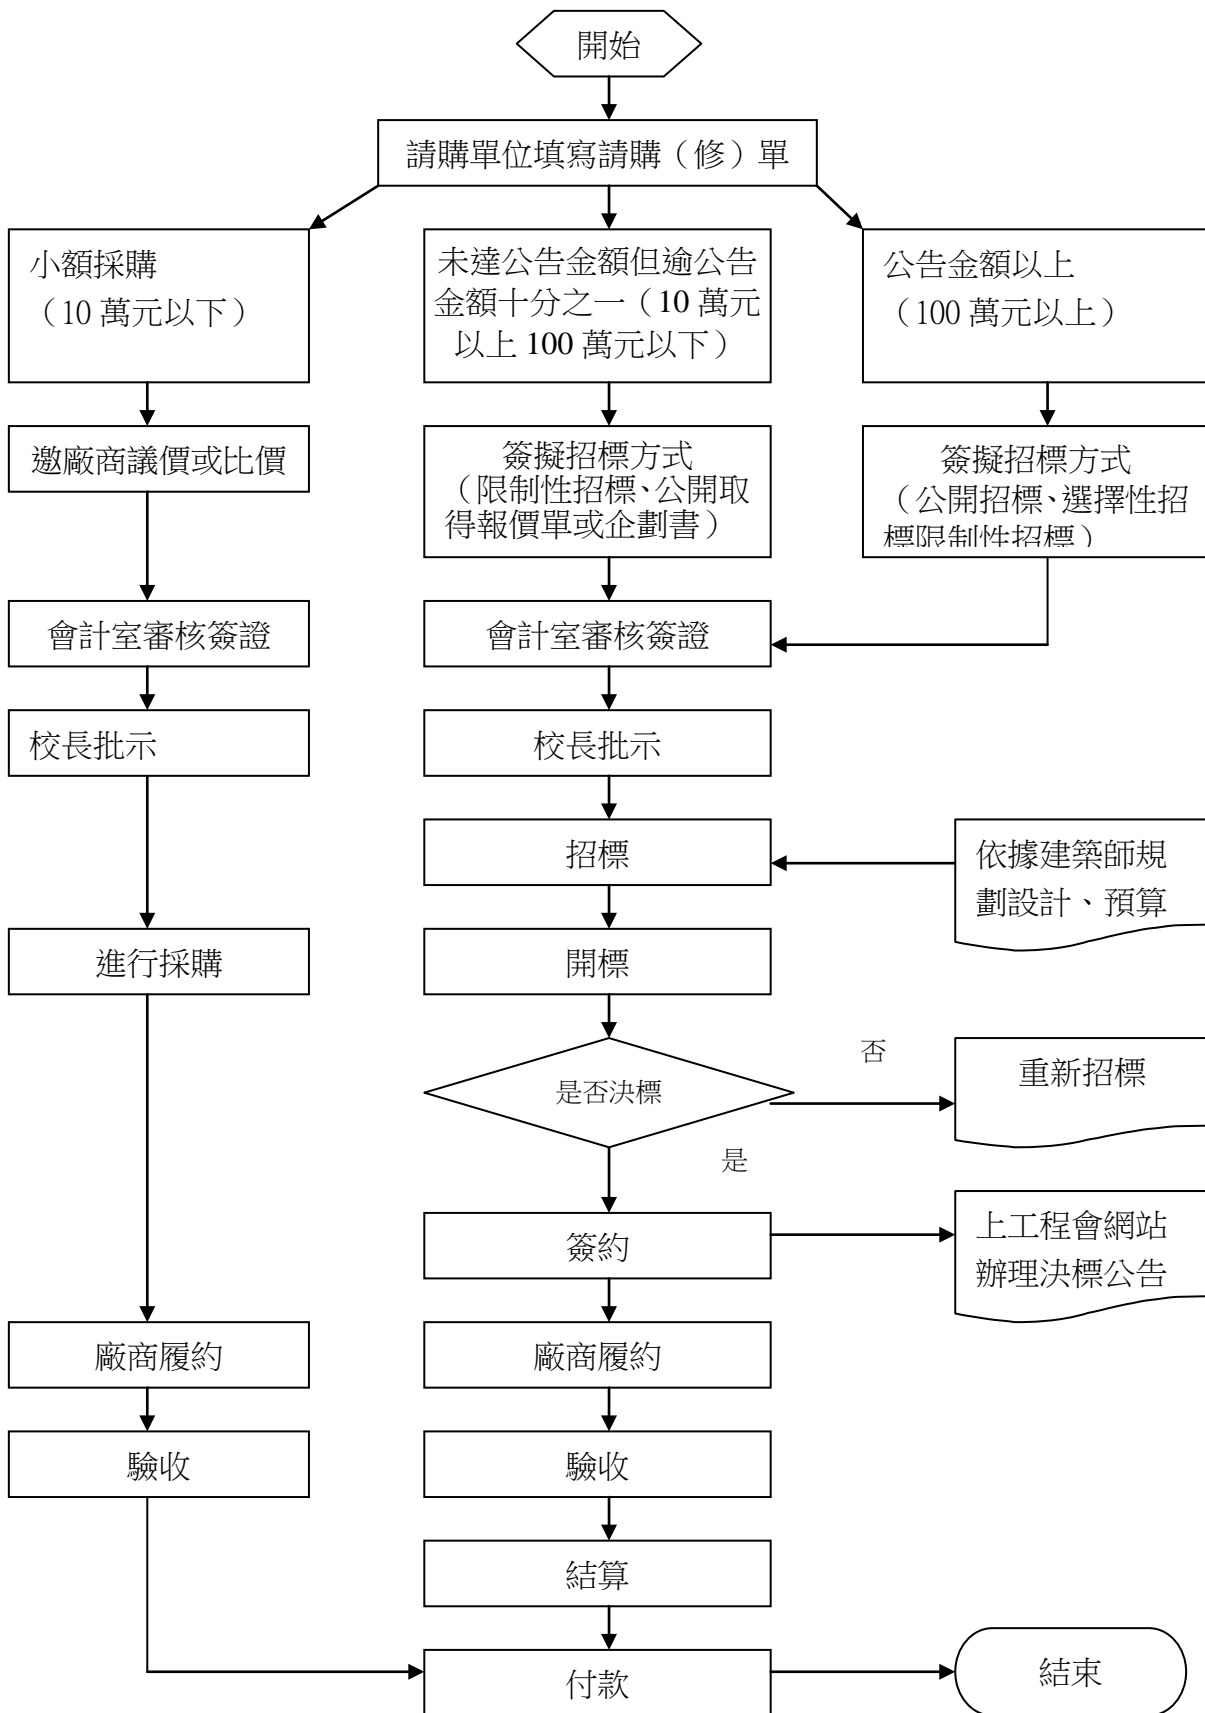 開始
請購單位填寫請購（修）單
小額採購
（10 萬元以下）
未達公告金額但逾公告
金額十分之一（10 萬元
以上 100 萬元以下）
公告金額以上
（100 萬元以上）
邀廠商議價或比價
簽擬招標方式
（限制性招標、公開取
得報價單或企劃書）
簽擬招標方式
（公開招標、選擇性招
標限制性招標）
會計室審核簽證
會計室審核簽證
校長批示
校長批示
招標
依據建築師規
劃設計、預算
進行採購
開標
是否決標
否
重新招標
是
簽約
上工程會網站
辦理決標公告
廠商履約
廠商履約
驗收
驗收
結算
付款
結束